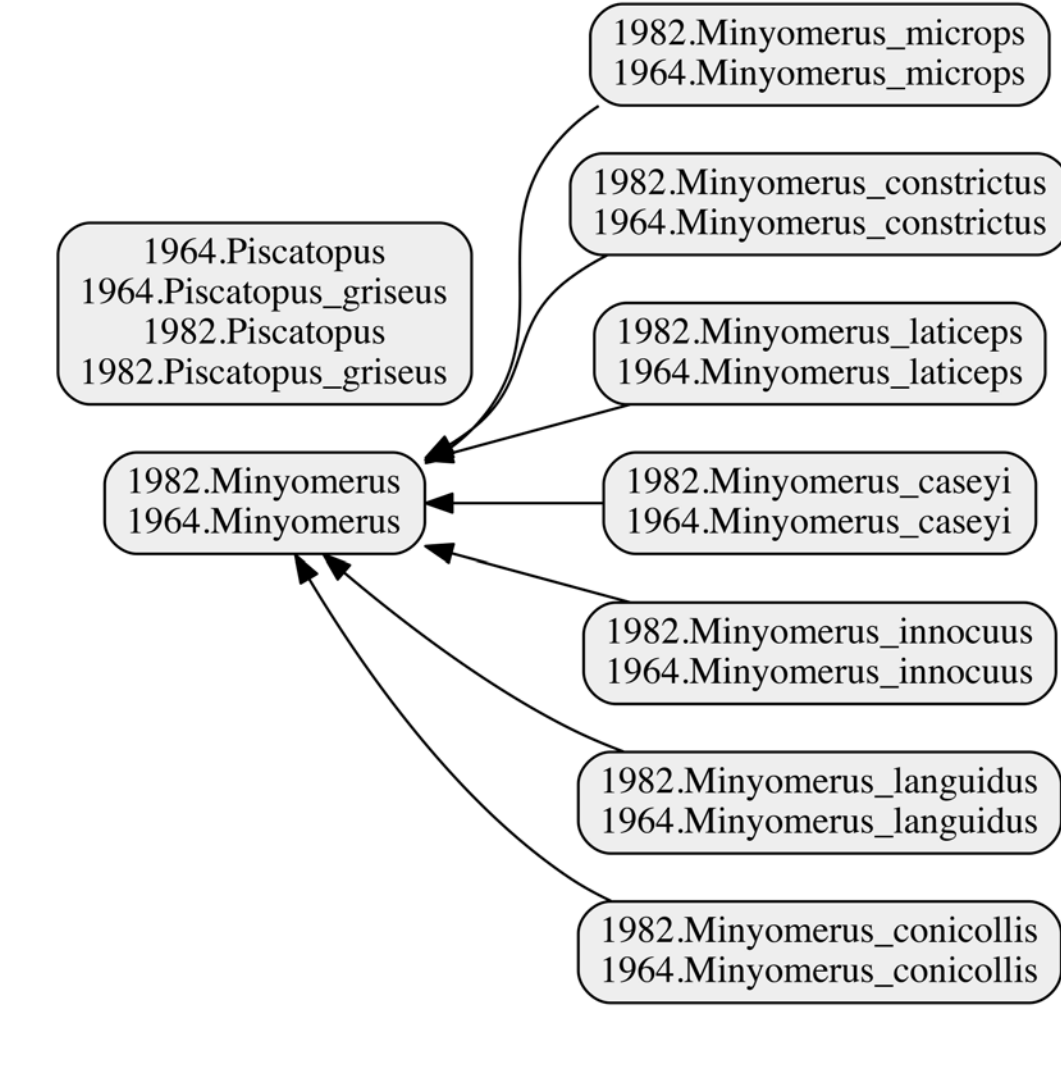 1982.Minyomerus_microps
1964.Minyomerus_microps
1982.Minyomerus_constrictus
1964.Minyomerus_constrictus
1964.Piscatopus
1964.Piscatopus_griseus
1982.Piscatopus
1982.Piscatopus_griseus
1982.Minyomerus_laticeps
1964.Minyomerus_laticeps
1982.Minyomerus
1964.Minyomerus
1982.Minyomerus_caseyi
1964.Minyomerus_caseyi
1982.Minyomerus_innocuus
1964.Minyomerus_innocuus
1982.Minyomerus_languidus
1964.Minyomerus_languidus
1982.Minyomerus_conicollis
1964.Minyomerus_conicollis